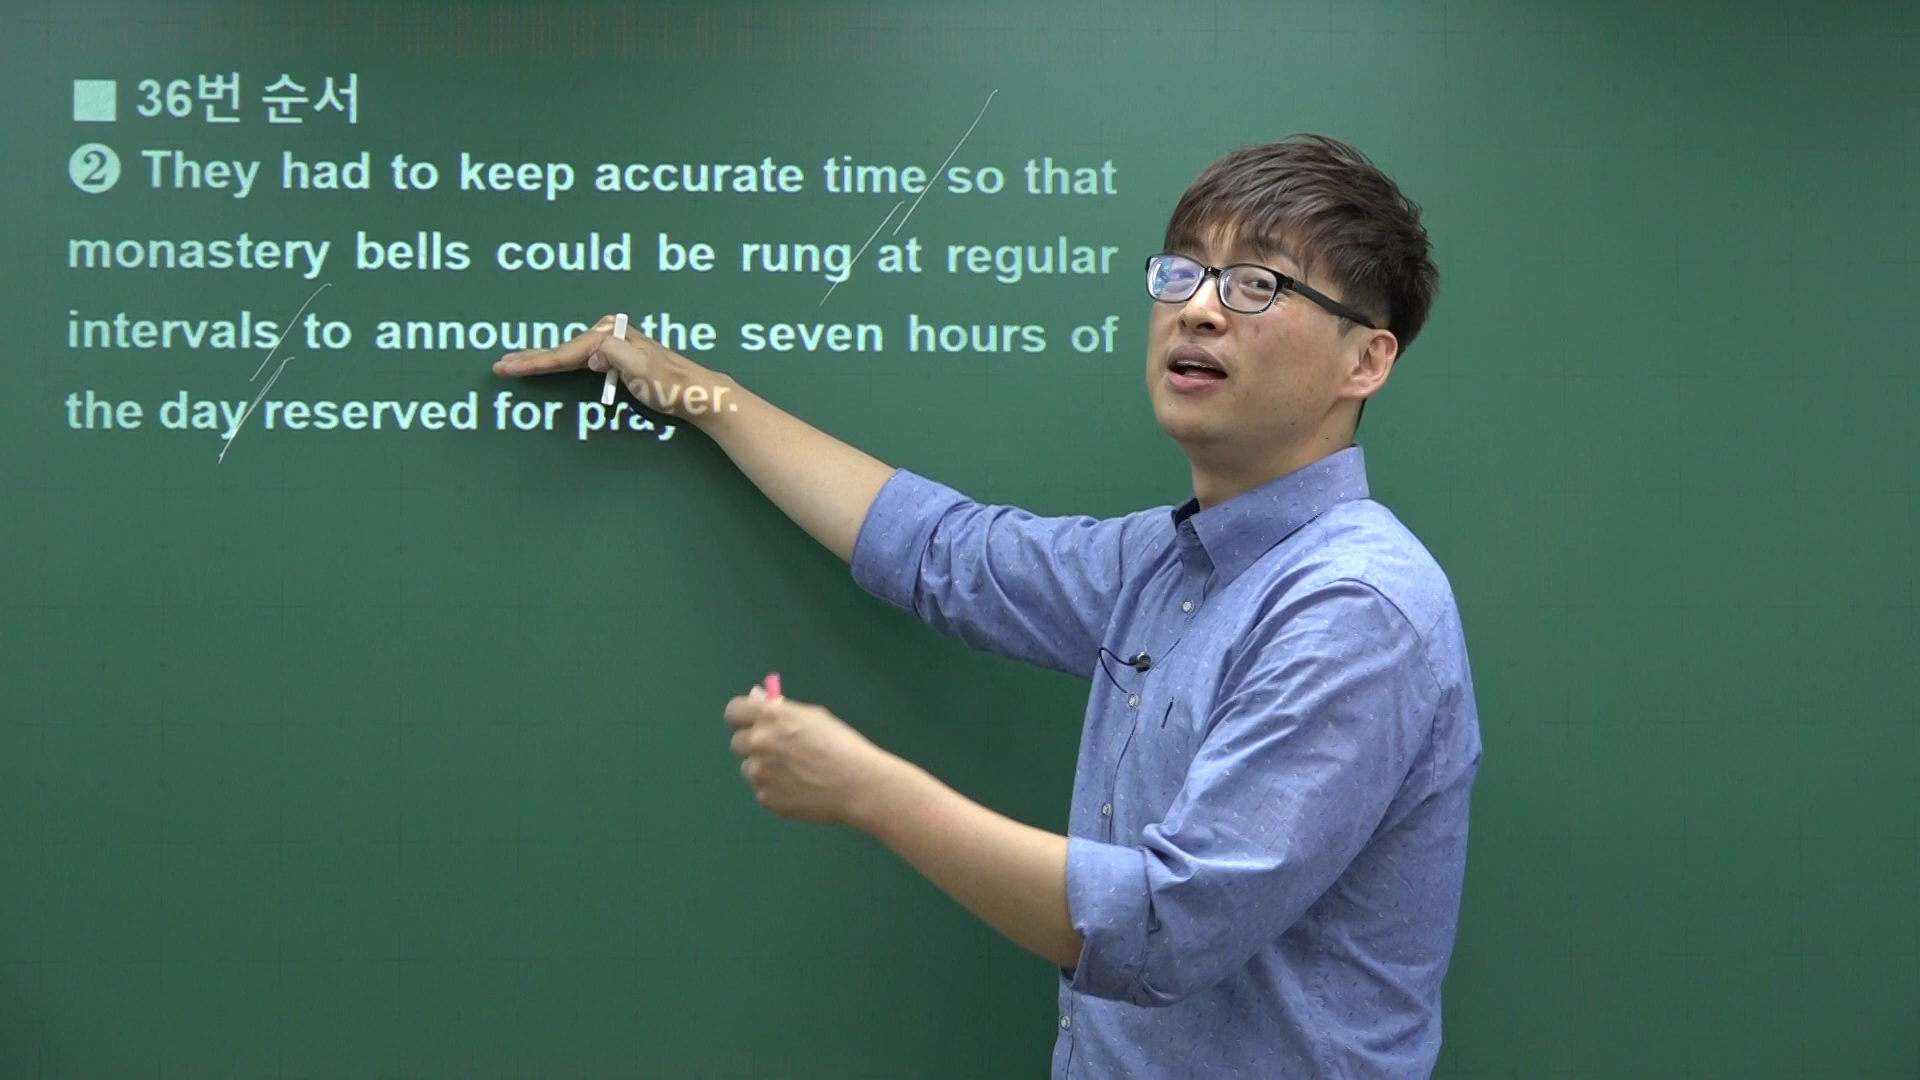 ■ 36번 순서
❷ They had to keep accurate time so that
monastery bells could be rung at regular
intervals to announce the seven hours of
the day reserved for prayer.